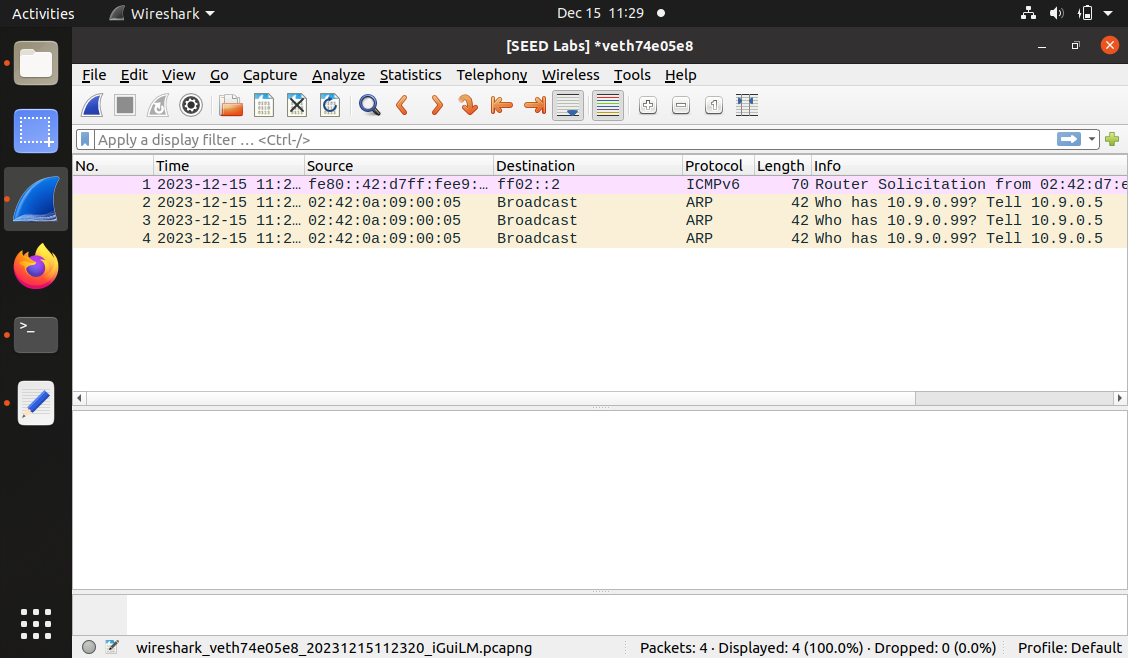 Activities Wireshark Dec 15 11:29
[SEED Labs] *veth74e05e8
File Edit View Go Capture Analyze Statistics Telephony Wireless Tools Help
Apply a display filter … <Ctrl-/>
No. Time Source Destination Protocol Length Info
1 2023-12-15 11:2… fe80::42:d7ff:fee9:… ff02::2 ICMPv6 70 Router Solicitation from 02:42:d7:e
2 2023-12-15 11:2… 02:42:0a:09:00:05 Broadcast ARP 42 Who has 10.9.0.99? Tell 10.9.0.5
3 2023-12-15 11:2… 02:42:0a:09:00:05 Broadcast ARP 42 Who has 10.9.0.99? Tell 10.9.0.5
4 2023-12-15 11:2… 02:42:0a:09:00:05 Broadcast ARP 42 Who has 10.9.0.99? Tell 10.9.0.5
wireshark_veth74e05e8_20231215112320_iGuiLM.pcapng Packets: 4 · Displayed: 4 (100.0%) · Dropped: 0 (0.0%) Profile: Default